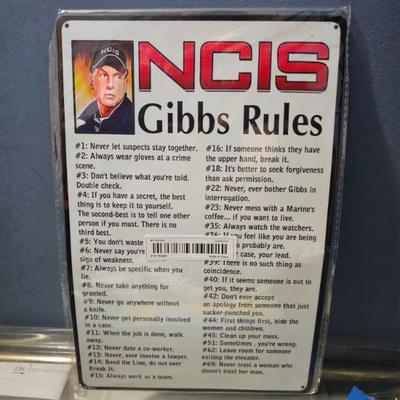 NCIS
Gibbs Rules
#1: Never let suspects stay together.
#2: Always wear gloves at a crime
scene.
#3: Don't believe what you're told.
Double check.
#4: If you have a secret, the best
thing is to keep it to yourself.
The second-best is to tell one other
person if you must. There is no
third best.
#5: You don't waste
#6: Never say you're
sign of weakness.
#7: Always be specific when you
lie.
#8: Never take anything for
granted.
#9: Never go anywhere without
a knife.
#10: Never get personally involved
in a case.
#11: When the job is done, walk
away.
#12: Never date a co-worker.
#13: Never, ever involve a lawyer.
#14: Bend the Line, do not ever
Break It.
#15: Always work as a team.
#16: If someone thinks they have
the upper hand, break it.
#18: It's better to seek forgiveness
than ask permission.
#22: Never, ever bother Gibbs in
interrogation.
#23: Never mess with a Marine's
coffee... if you want to live.
#35: Always watch the watchers.
#36: If you feel like you are being
you probably are.
case, your lead.
#39: There is no such thing as
coincidence.
#40: If it seems someone is out to
get you, they are.
#42: Don't ever accept
an apology from someone that just
sucker-punched you.
#44: First things first, hide the
women and children.
#45: Clean up your mess.
#51: Sometimes , you're wrong.
#62: Leave room for someone
exiting the elevator.
#69: Never trust a woman who
doesn't trust her man.